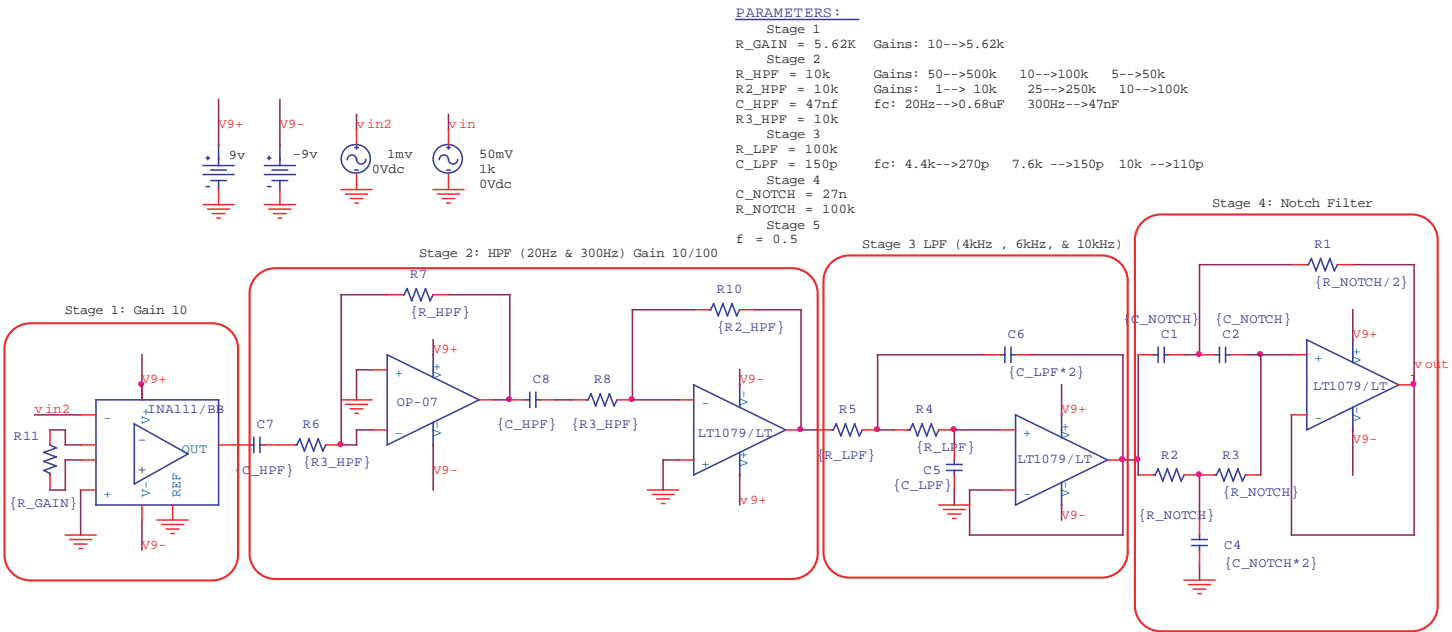 PARAMETERS:
Stage 1
R_GAIN = 5.62K Gains: 10-->5.62k
Stage 2
R_HPF = 10k Gains: 50-->500k 10-->100k 5-->50k
R2_HPF = 10k Gains: 1--> 10k 25-->250k 10-->100k
C_HPF = 47nf fc: 20Hz-->0.68uF 300Hz-->47nF
R3_HPF = 10k
Stage 3
R_LPF = 100k
C_LPF = 150p fc: 4.4k-->270p 7.6k -->150p 10k -->110p
Stage 4
C_NOTCH = 27n
R_NOTCH = 100k
Stage 5
f = 0.5
V9+
9v
V9-
-9v
vin2
1mv
0Vdc
vin
50mV
1k
0Vdc
Stage 1: Gain 10
V9+
INA111/BB
vin2
R11
{R_GAIN}
V+
OUT
V-
REF
V9-
Stage 2: HPF (20Hz & 300Hz) Gain 10/100
C7
{C_HPF}
R6
{R3_HPF}
R7
{R_HPF}
V9+
V+
OP-07
V-
V9-
C8
{C_HPF}
R8
{R3_HPF}
R10
{R2_HPF}
V9-
V-
LT1079/LT
V+
v9+
Stage 3 LPF (4kHz , 6kHz, & 10kHz)
R5
{R_LPF}
R4
{R_LPF}
C6
{C_LPF*2}
C5
{C_LPF}
V9+
V+
LT1079/LT
V-
V9-
Stage 4: Notch Filter
R1
{R_NOTCH/2}
{C_NOTCH}
C1
{C_NOTCH}
C2
V9+
V+
LT1079/LT
V-
V9-
vout
R2
{R_NOTCH}
R3
{R_NOTCH}
C4
{C_NOTCH*2}